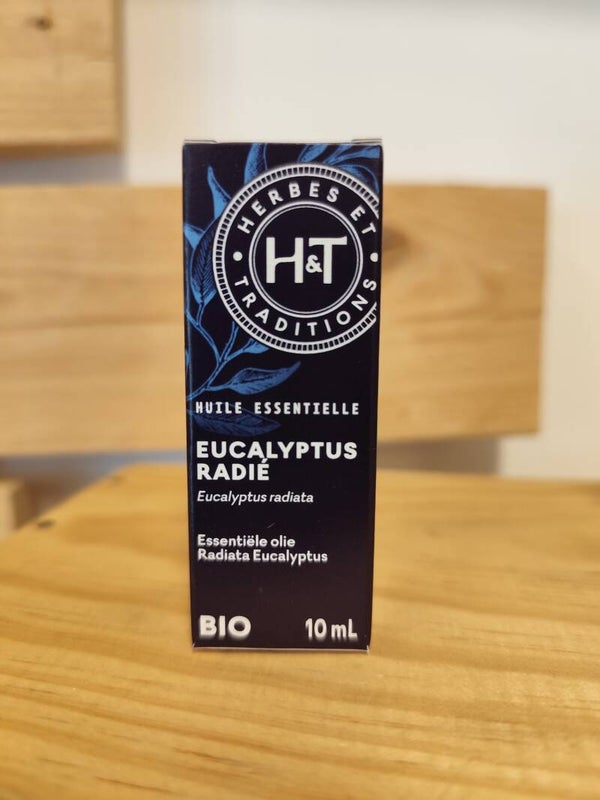 HERBES ET
H&T
TRADITIONS
HUILE ESSENTIELLE
EUCALYPTUS
RADIÉ
Eucalyptus radiata
Essentiële olie
Radiata Eucalyptus
BIO 10 mL